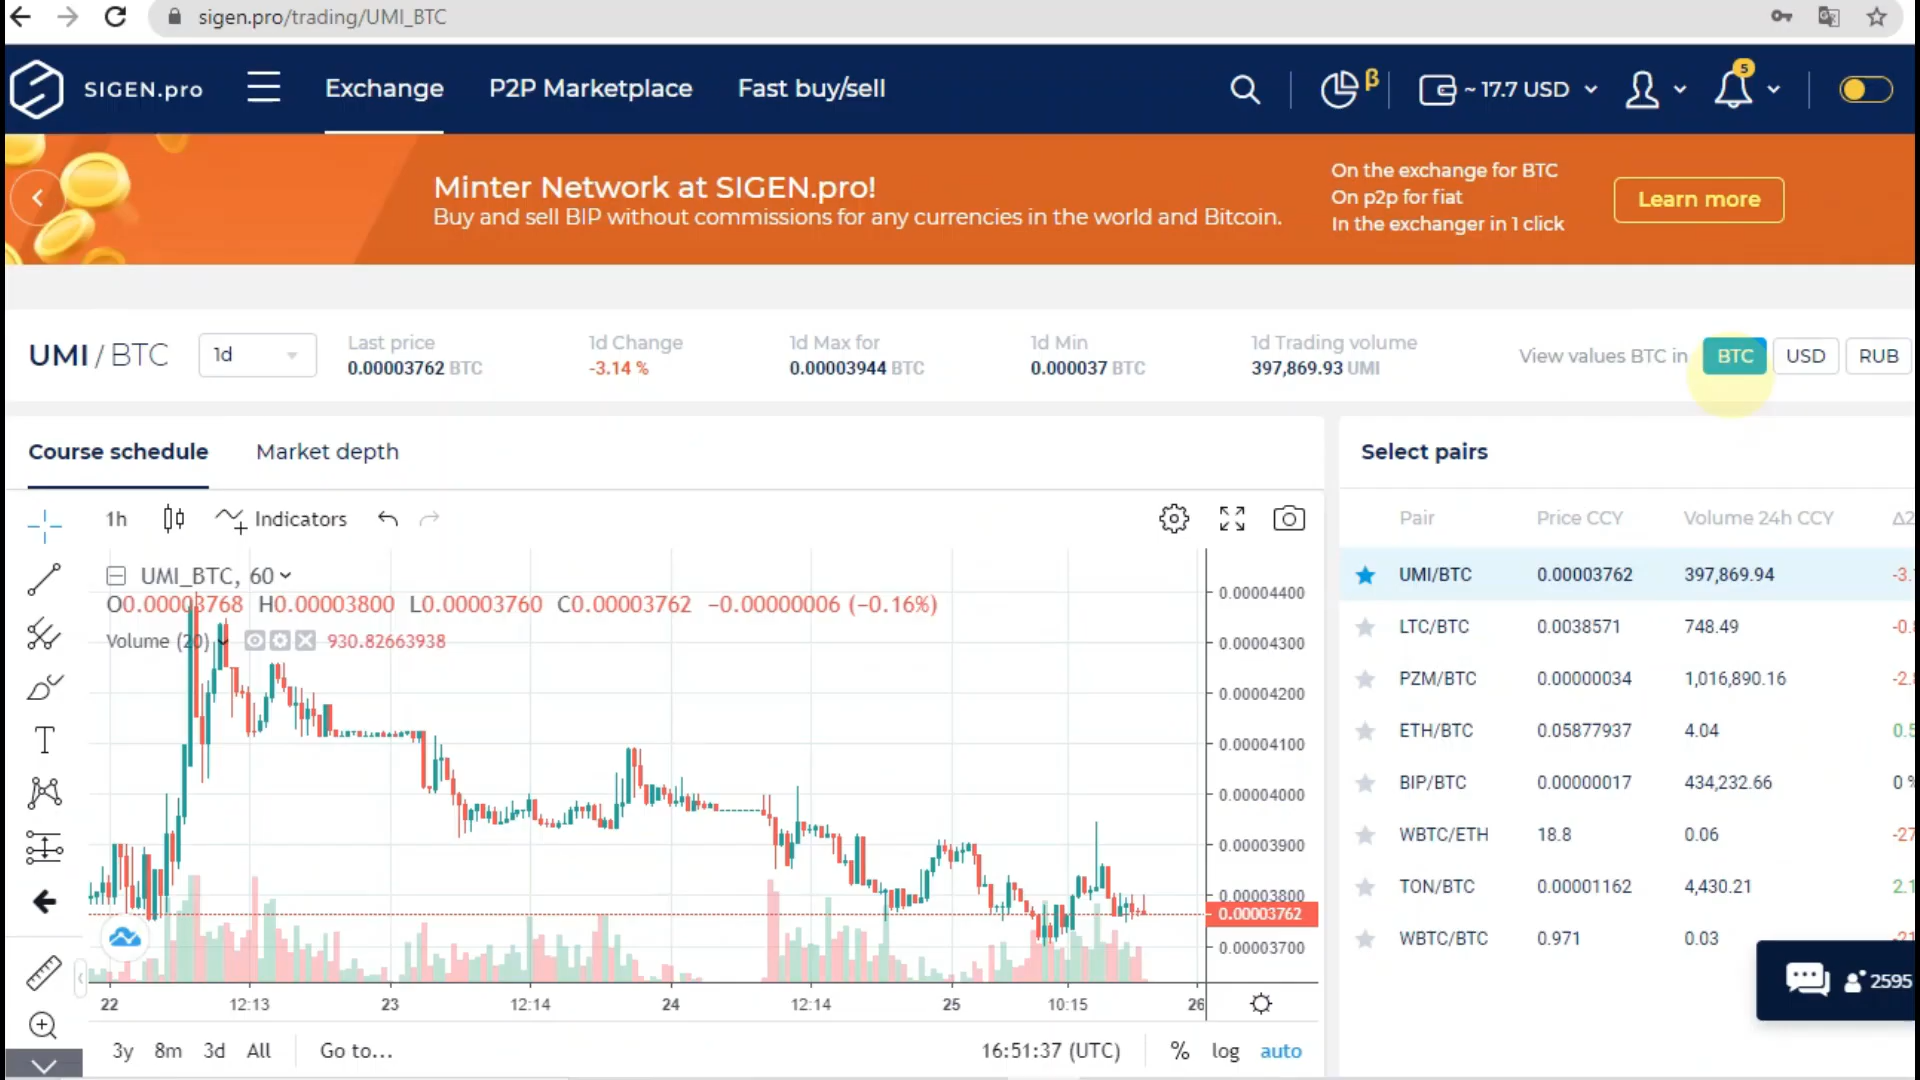 sigen.pro/trading/UMI_BTC
SIGEN.pro
Exchange
P2P Marketplace
Fast buy/sell
β
~ 17.7 USD
5
Minter Network at SIGEN.pro!
Buy and sell BIP without commissions for any currencies in the world and Bitcoin.
On the exchange for BTC
On p2p for fiat
In the exchanger in 1 click
Learn more
UMI / BTC
1d
Last price
0.00003762 BTC
1d Change
-3.14 %
1d Max for
0.00003944 BTC
1d Min
0.000037 BTC
1d Trading volume
397,869.93 UMI
View values BTC in
BTC
USD
RUB
Course schedule
Market depth
1h
Indicators
UMI_BTC, 60
O0.00003768 H0.00003800 L0.00003760 C0.00003762 −0.00000006 (−0.16%)
Volume (20)
930.82663938
0.00004400
0.00004300
0.00004200
0.00004100
0.00004000
0.00003900
0.00003800
0.00003762
0.00003700
22 12:13 23 12:14 24 12:14 25 10:15 26
3y 8m 3d All Go to...
16:51:37 (UTC) % log auto
Select pairs
Pair Price CCY Volume 24h CCY
UMI/BTC 0.00003762 397,869.94
LTC/BTC 0.0038571 748.49
PZM/BTC 0.00000034 1,016,890.16
ETH/BTC 0.05877937 4.04
BIP/BTC 0.00000017 434,232.66 0 %
WBTC/ETH 18.8 0.06
TON/BTC 0.00001162 4,430.21
WBTC/BTC 0.971 0.03
2595